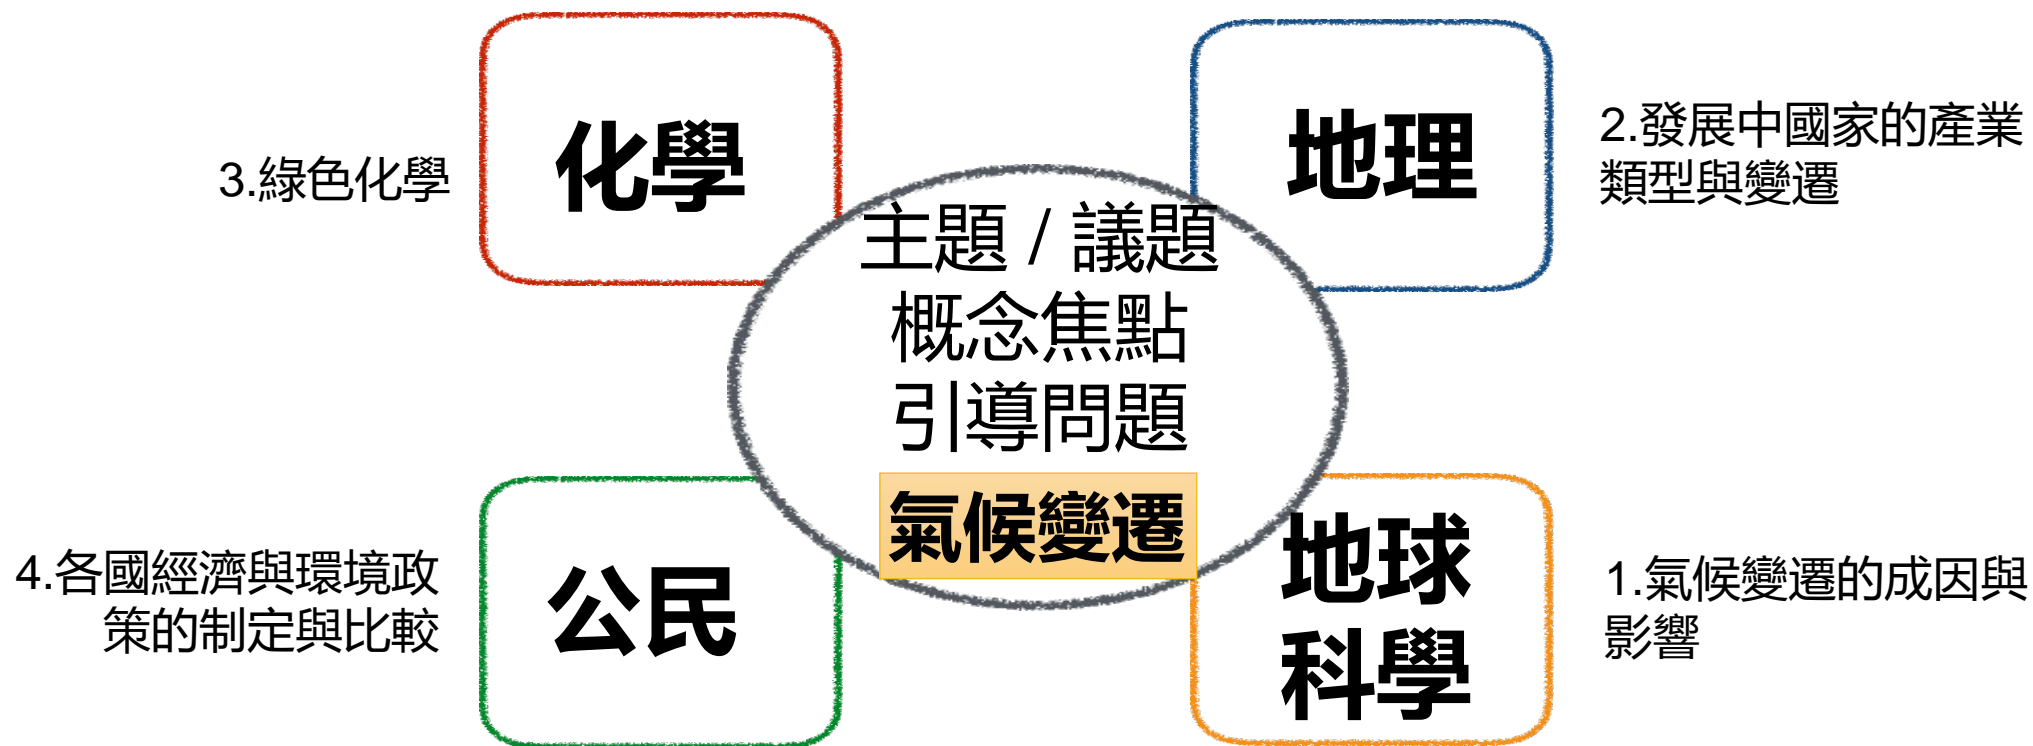 化學
3.綠色化學
地理
2.發展中國家的產業
類型與變遷
主題 / 議題
概念焦點
引導問題
氣候變遷
公民
4.各國經濟與環境政
策的制定與比較
地球
科學
1.氣候變遷的成因與
影響